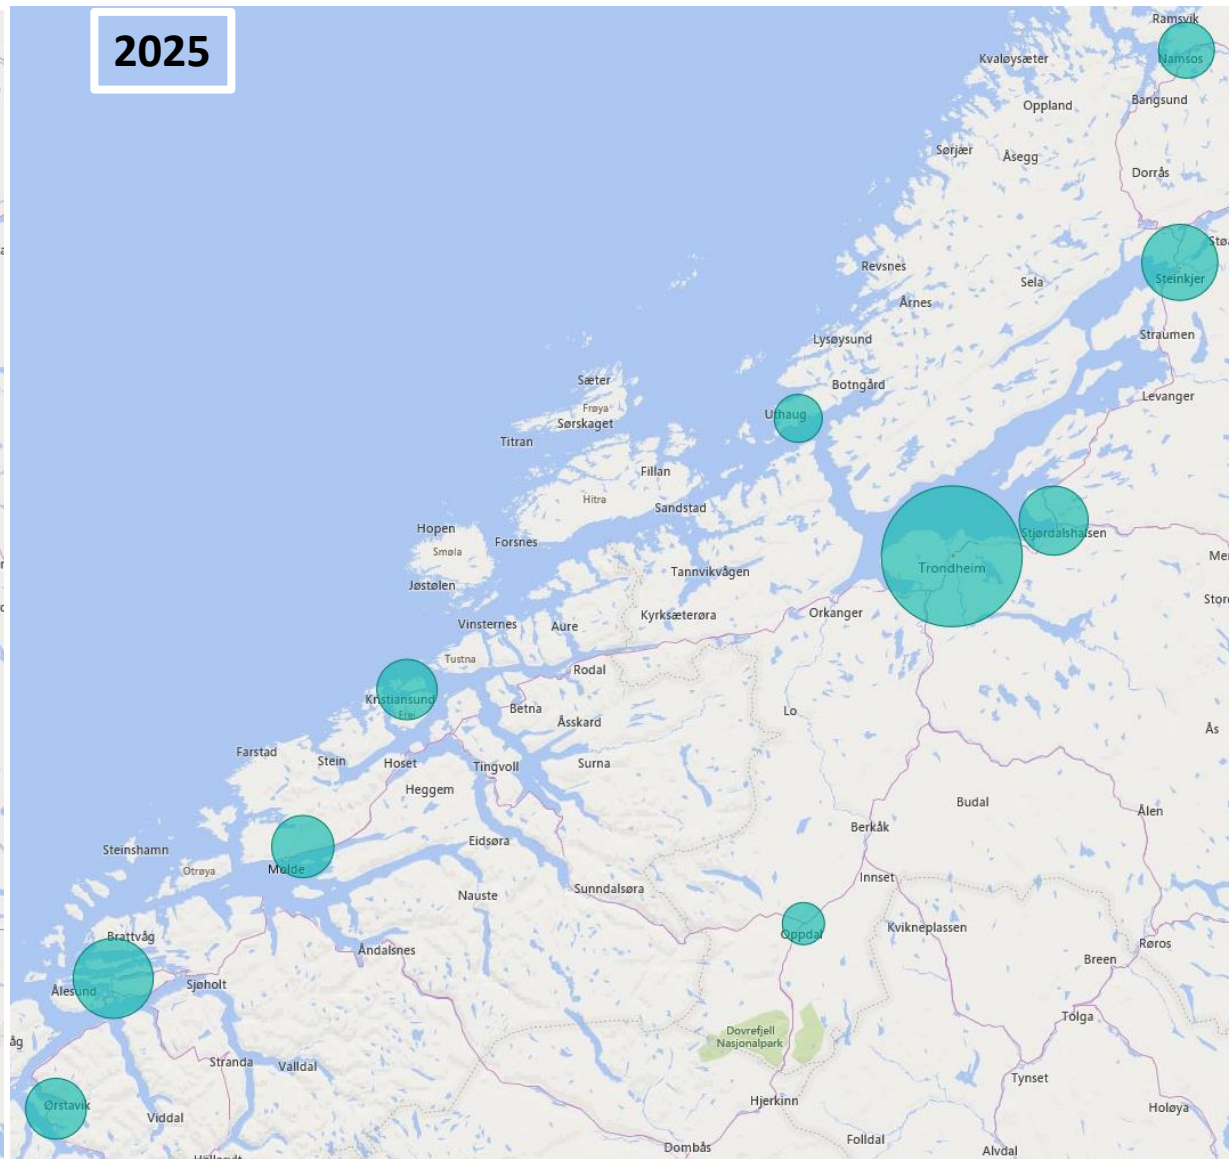 2025
Ramsvik
Kvaløysæter
Namsos
Oppland
Bangsund
Sørjær
Åsegg
Dorrås
Revsnes
Sela
Steinkjer
Årnes
Straumen
Lysøysund
Sæter
Botngård
Levanger
Frøya
Uthaug
Sørskaget
Titran
Fillan
Hitra
Sandstad
Hopen
Stjørdalshalsen
Forsnes
Smøla
Trondheim
Tannvikvågen
Jøstølen
Kyrksæterøra
Orkanger
Vinsternes
Aure
Tustna
Rodal
Kristiansund
Betna
Lo
Frei
Åsskard
Ås
Farstad
Stein
Hoset
Tingvoll
Surna
Heggem
Budal
Ålen
Berkåk
Eidsøra
Steinshamn
Otrøya
Molde
Innset
Nauste
Sunndalsøra
Kvikneplassen
Brattvåg
Oppdal
Røros
Åndalsnes
Breen
Sjøholt
Ålesund
Tolga
Dovrefjell
Nasjonalpark
åg
Stranda
Valldal
Tynset
Hjerkinn
Ørstavik
Viddal
Holøya
Folldal
Dombås
Alvdal